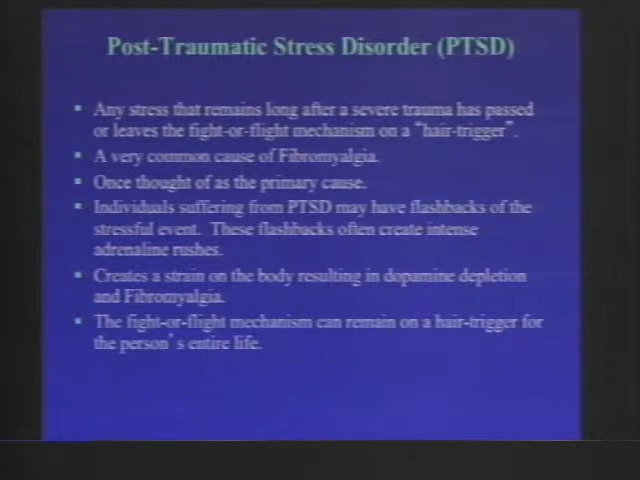 Post-Traumatic Stress Disorder (PTSD)
Any stress that remains long after a severe trauma has passed
or leaves the fight-or-flight mechanism on a “hair-trigger”.
A very common cause of Fibromyalgia.
Once thought of as the primary cause.
Individuals suffering from PTSD may have flashbacks of the
stressful event. These flashbacks often create intense
adrenaline rushes.
Creates a strain on the body resulting in dopamine depletion
and Fibromyalgia.
The fight-or-flight mechanism can remain on a hair-trigger for
the person’s entire life.